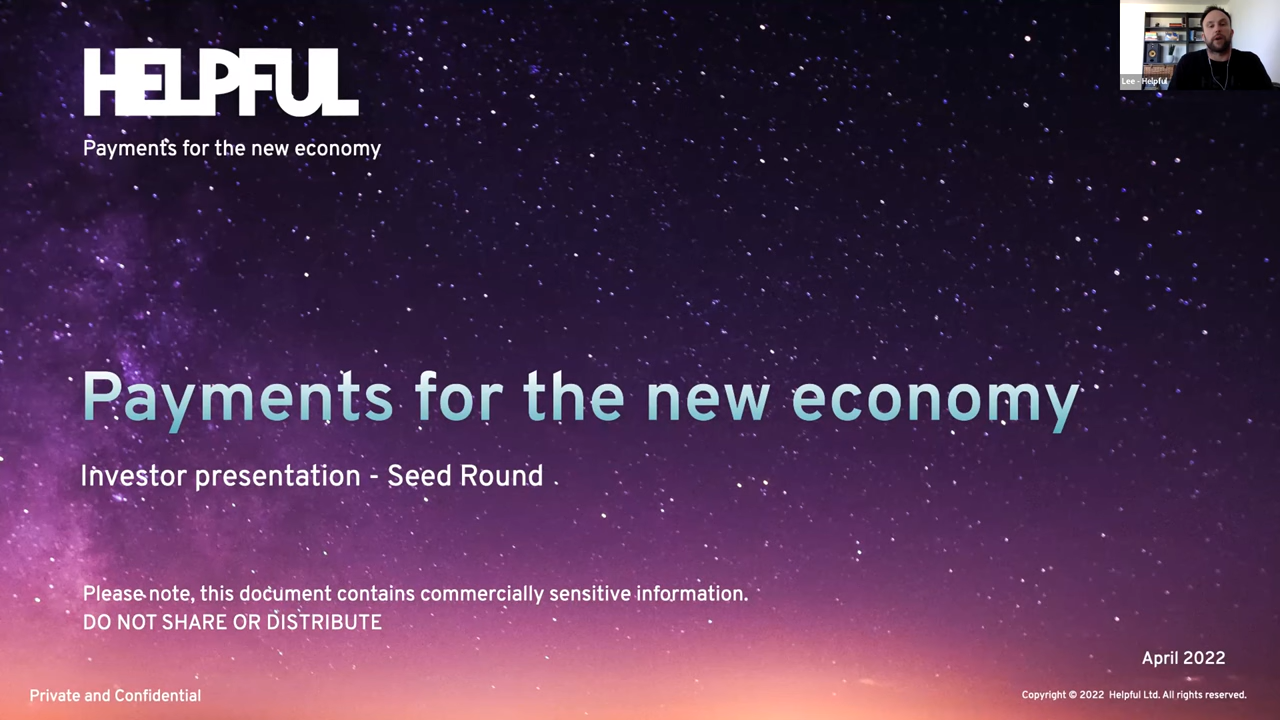 HELPFUL
Payments for the new economy
Lee - Helpful
Payments for the new economy
Investor presentation - Seed Round
Please note, this document contains commercially sensitive information.
DO NOT SHARE OR DISTRIBUTE
April 2022
Private and Confidential
Copyright © 2022 Helpful Ltd. All rights reserved.